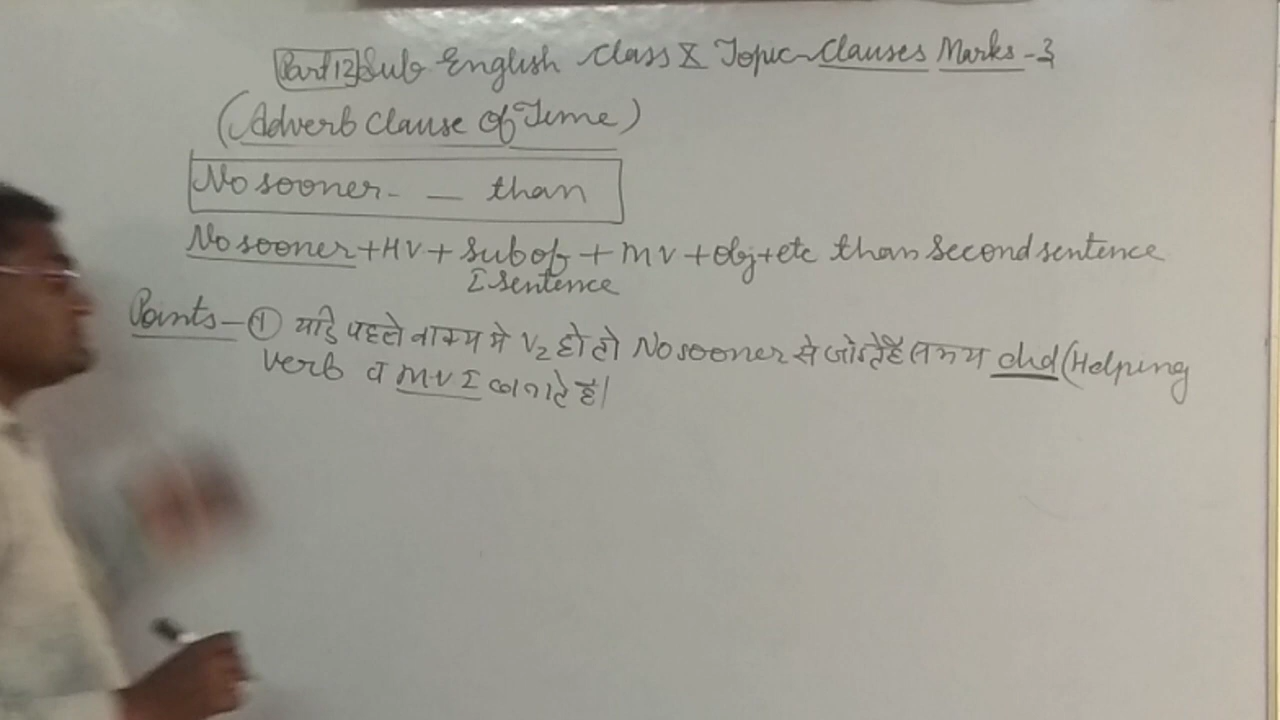 Part 12 Sub English Class X Topic - Clauses Marks - 3
(Adverb Clause of Time)
No sooner - — than
No sooner + HV + Sub of + MV + obj + etc than Second sentence
I sentence
Points - ① यदि पहले वाक्य मे V2 हो तो No sooner से जोड़ते हैं समय did (Helping
Verb व M.V I लगाते है।